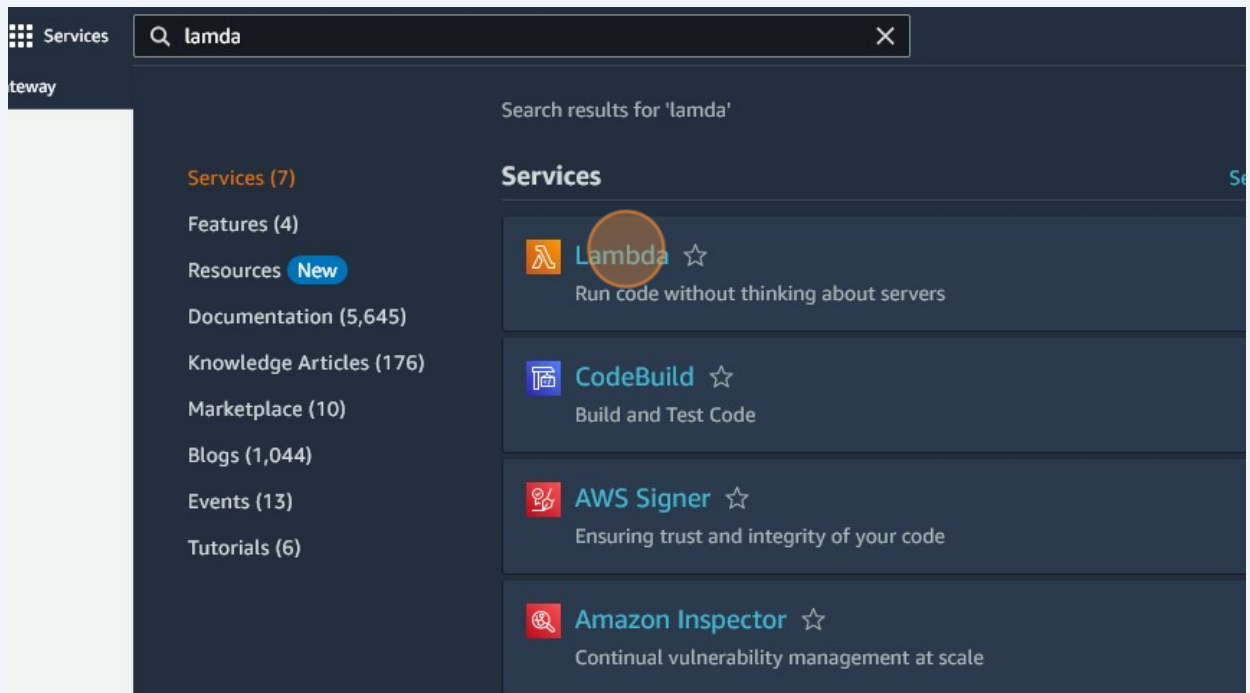 Services
lamda
teway
Search results for 'lamda'
Services (7)
Features (4)
Resources New
Documentation (5,645)
Knowledge Articles (176)
Marketplace (10)
Blogs (1,044)
Events (13)
Tutorials (6)
Services
Se
Lambda
Run code without thinking about servers
CodeBuild
Build and Test Code
AWS Signer
Ensuring trust and integrity of your code
Amazon Inspector
Continual vulnerability management at scale